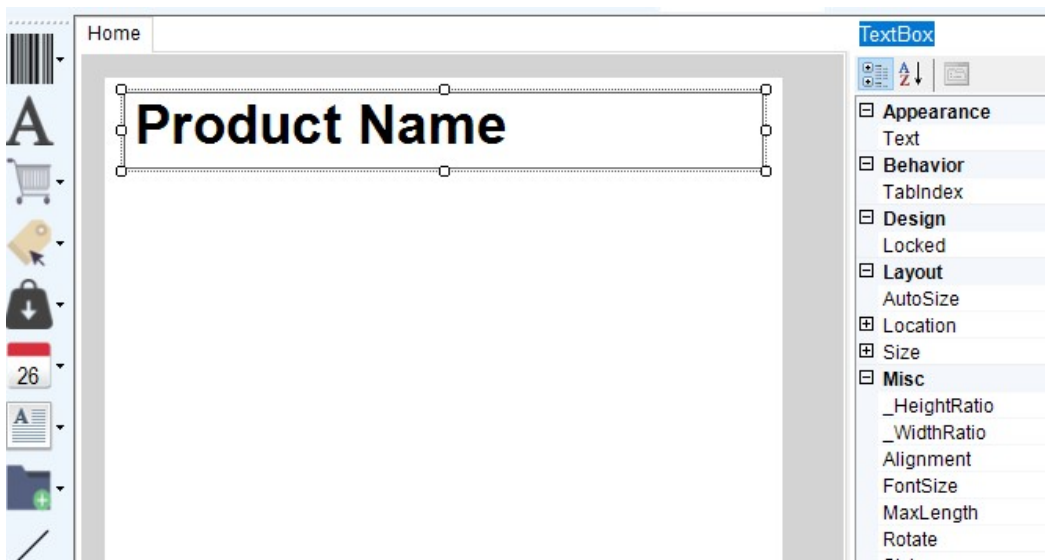 Home
TextBox
Product Name
A
Z
Appearance
Text
Behavior
TabIndex
Design
Locked
Layout
AutoSize
Location
Size
Misc
_HeightRatio
_WidthRatio
Alignment
FontSize
MaxLength
Rotate
A
26
A